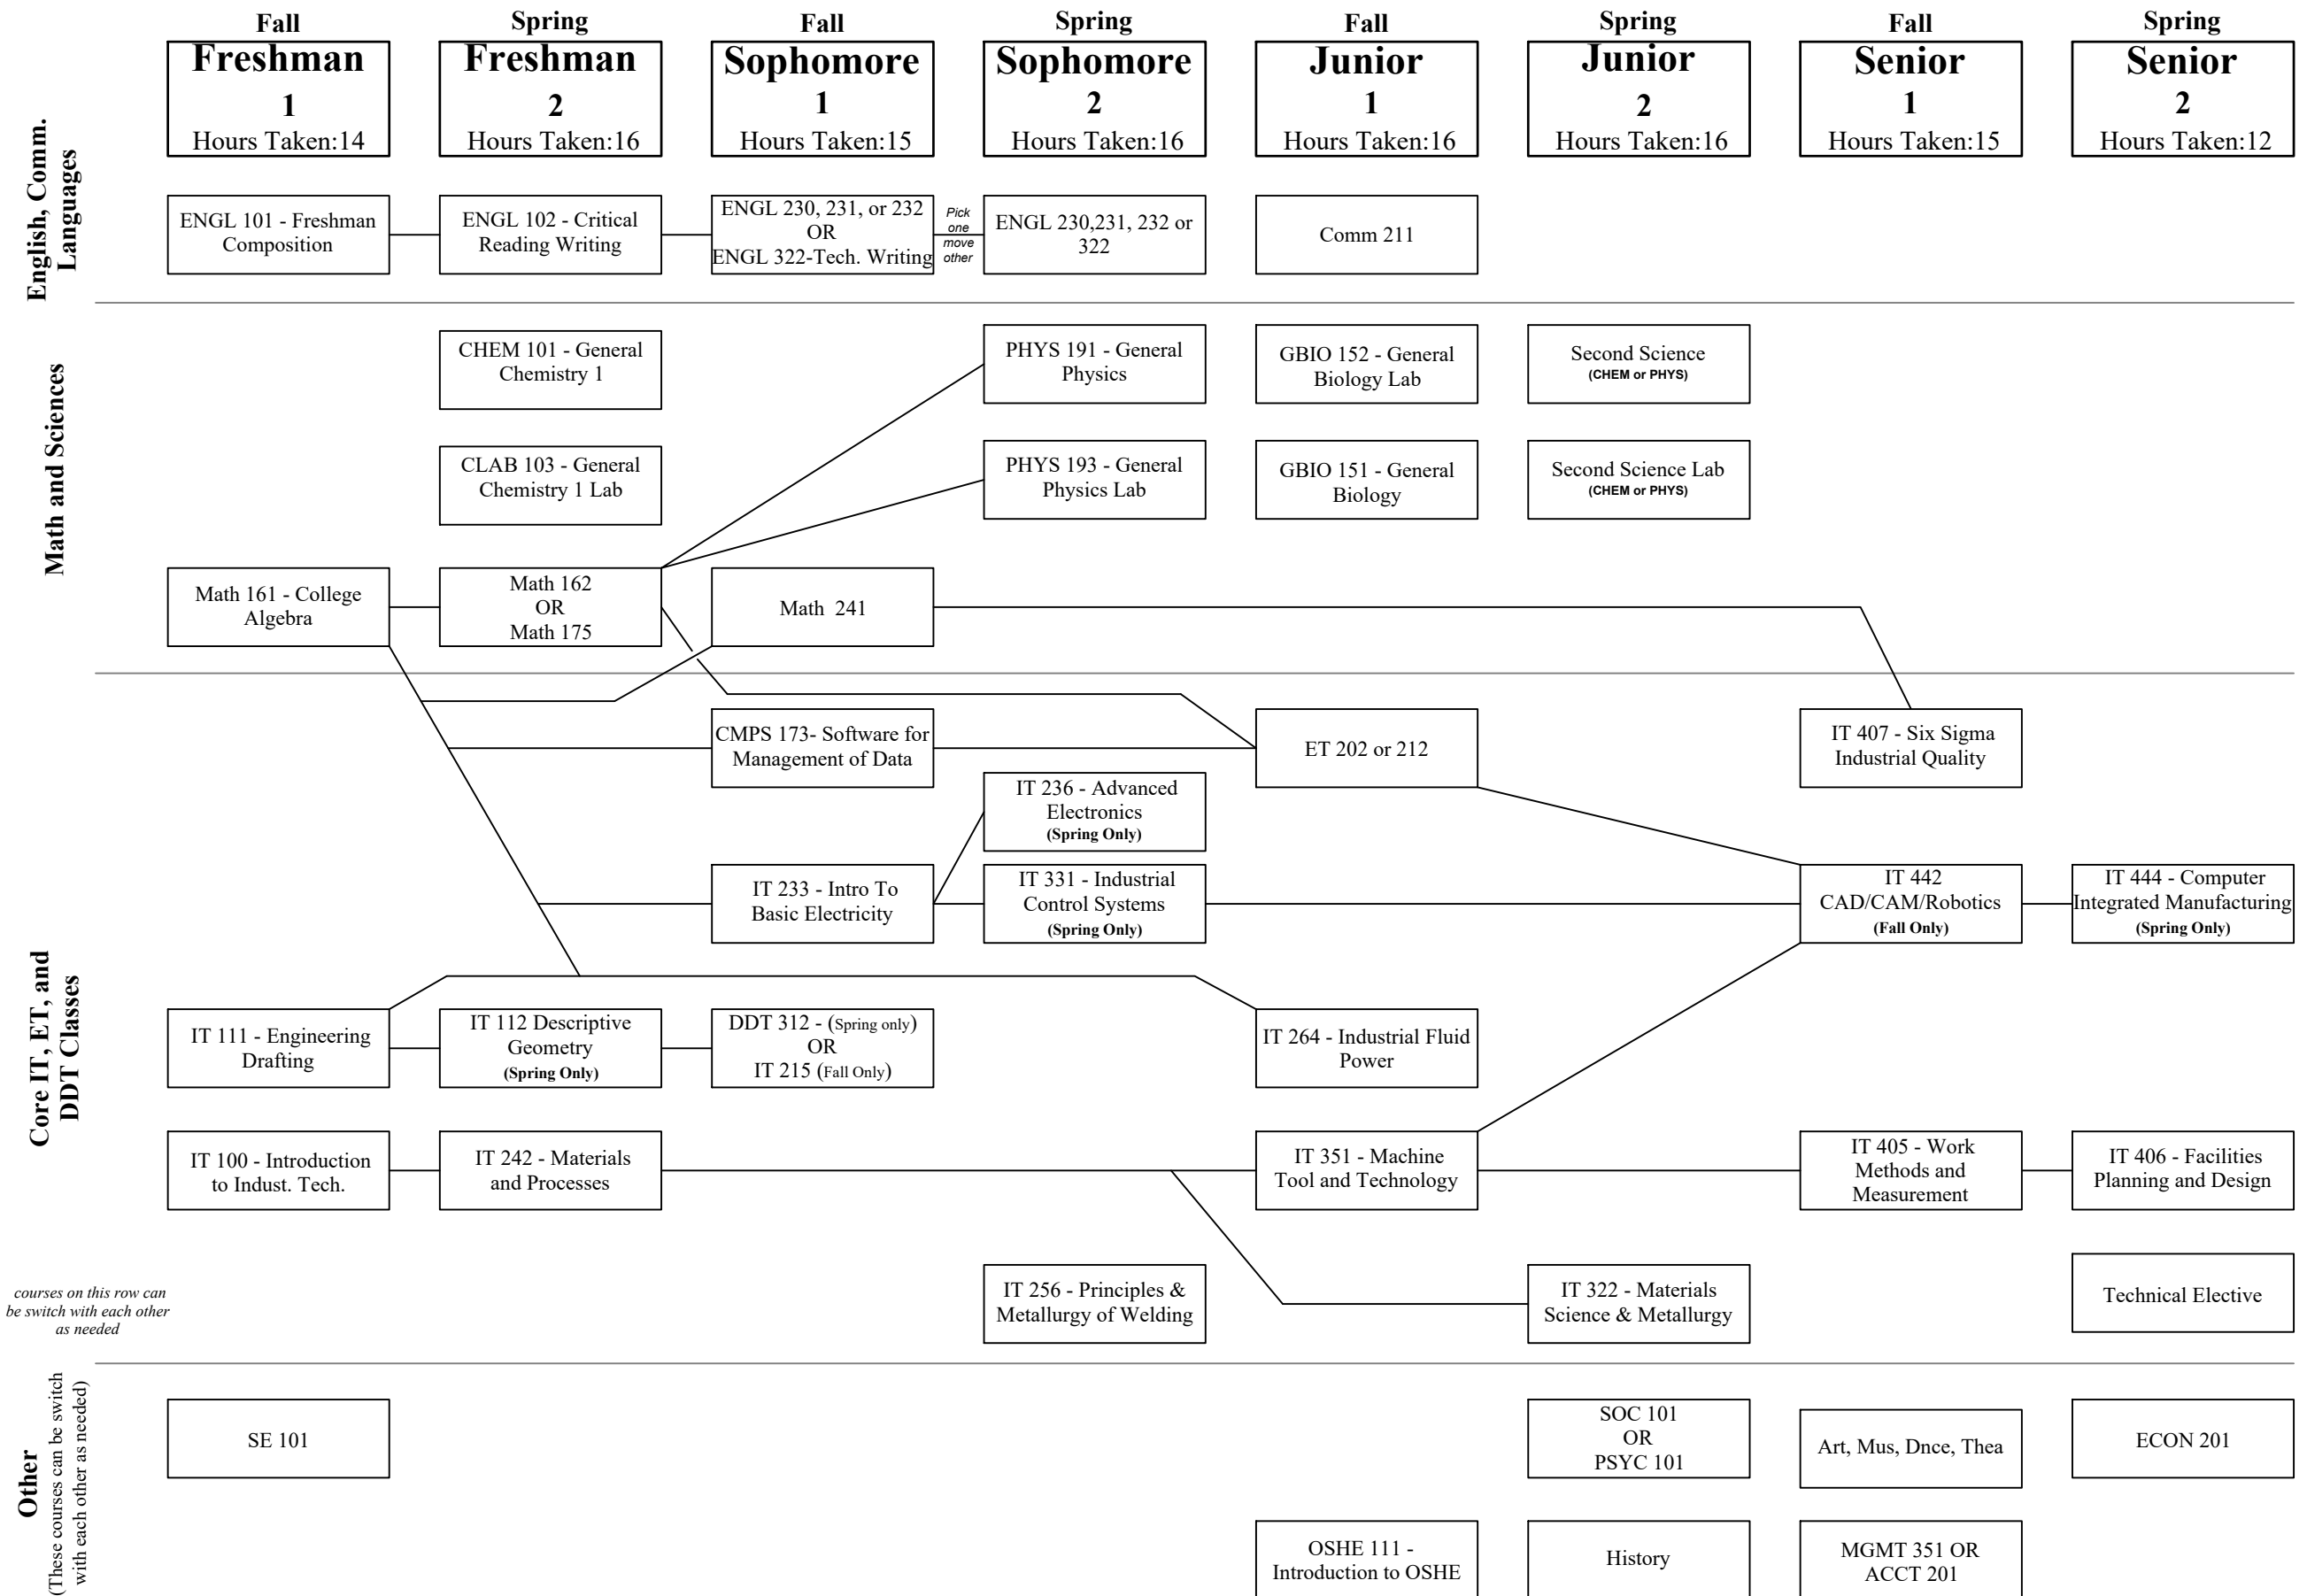 Fall
Freshman
1
Hours Taken:14
Spring
Freshman
2
Hours Taken:16
Fall
Sophomore
1
Hours Taken:15
Spring
Sophomore
2
Hours Taken:16
Fall
Junior
1
Hours Taken:16
Spring
Junior
2
Hours Taken:16
Fall
Senior
1
Hours Taken:15
Spring
Senior
2
Hours Taken:12
English, Comm.
Languages
ENGL 101 - Freshman
Composition
ENGL 102 - Critical
Reading Writing
ENGL 230, 231, or 232
OR
ENGL 322-Tech. Writing
Pick
one
move
other
ENGL 230,231, 232 or
322
Comm 211
Math and Sciences
CHEM 101 - General
Chemistry 1
PHYS 191 - General
Physics
GBIO 152 - General
Biology Lab
Second Science
(CHEM or PHYS)
CLAB 103 - General
Chemistry 1 Lab
PHYS 193 - General
Physics Lab
GBIO 151 - General
Biology
Second Science Lab
(CHEM or PHYS)
Math 161 - College
Algebra
Math 162
OR
Math 175
Math 241
Core IT, ET, and
DDT Classes
CMPS 173- Software for
Management of Data
ET 202 or 212
IT 407 - Six Sigma
Industrial Quality
IT 236 - Advanced
Electronics
(Spring Only)
IT 233 - Intro To
Basic Electricity
IT 331 - Industrial
Control Systems
(Spring Only)
IT 442
CAD/CAM/Robotics
(Fall Only)
IT 444 - Computer
Integrated Manufacturing
(Spring Only)
IT 111 - Engineering
Drafting
IT 112 Descriptive
Geometry
(Spring Only)
DDT 312 - (Spring only)
OR
IT 215 (Fall Only)
IT 264 - Industrial Fluid
Power
IT 100 - Introduction
to Indust. Tech.
IT 242 - Materials
and Processes
IT 351 - Machine
Tool and Technology
IT 405 - Work
Methods and
Measurement
IT 406 - Facilities
Planning and Design
courses on this row can
be switch with each other
as needed
IT 256 - Principles &
Metallurgy of Welding
IT 322 - Materials
Science & Metallurgy
Technical Elective
Other
(These courses can be switch
with each other as needed)
SE 101
SOC 101
OR
PSYC 101
Art, Mus, Dnce, Thea
ECON 201
OSHE 111 -
Introduction to OSHE
History
MGMT 351 OR
ACCT 201